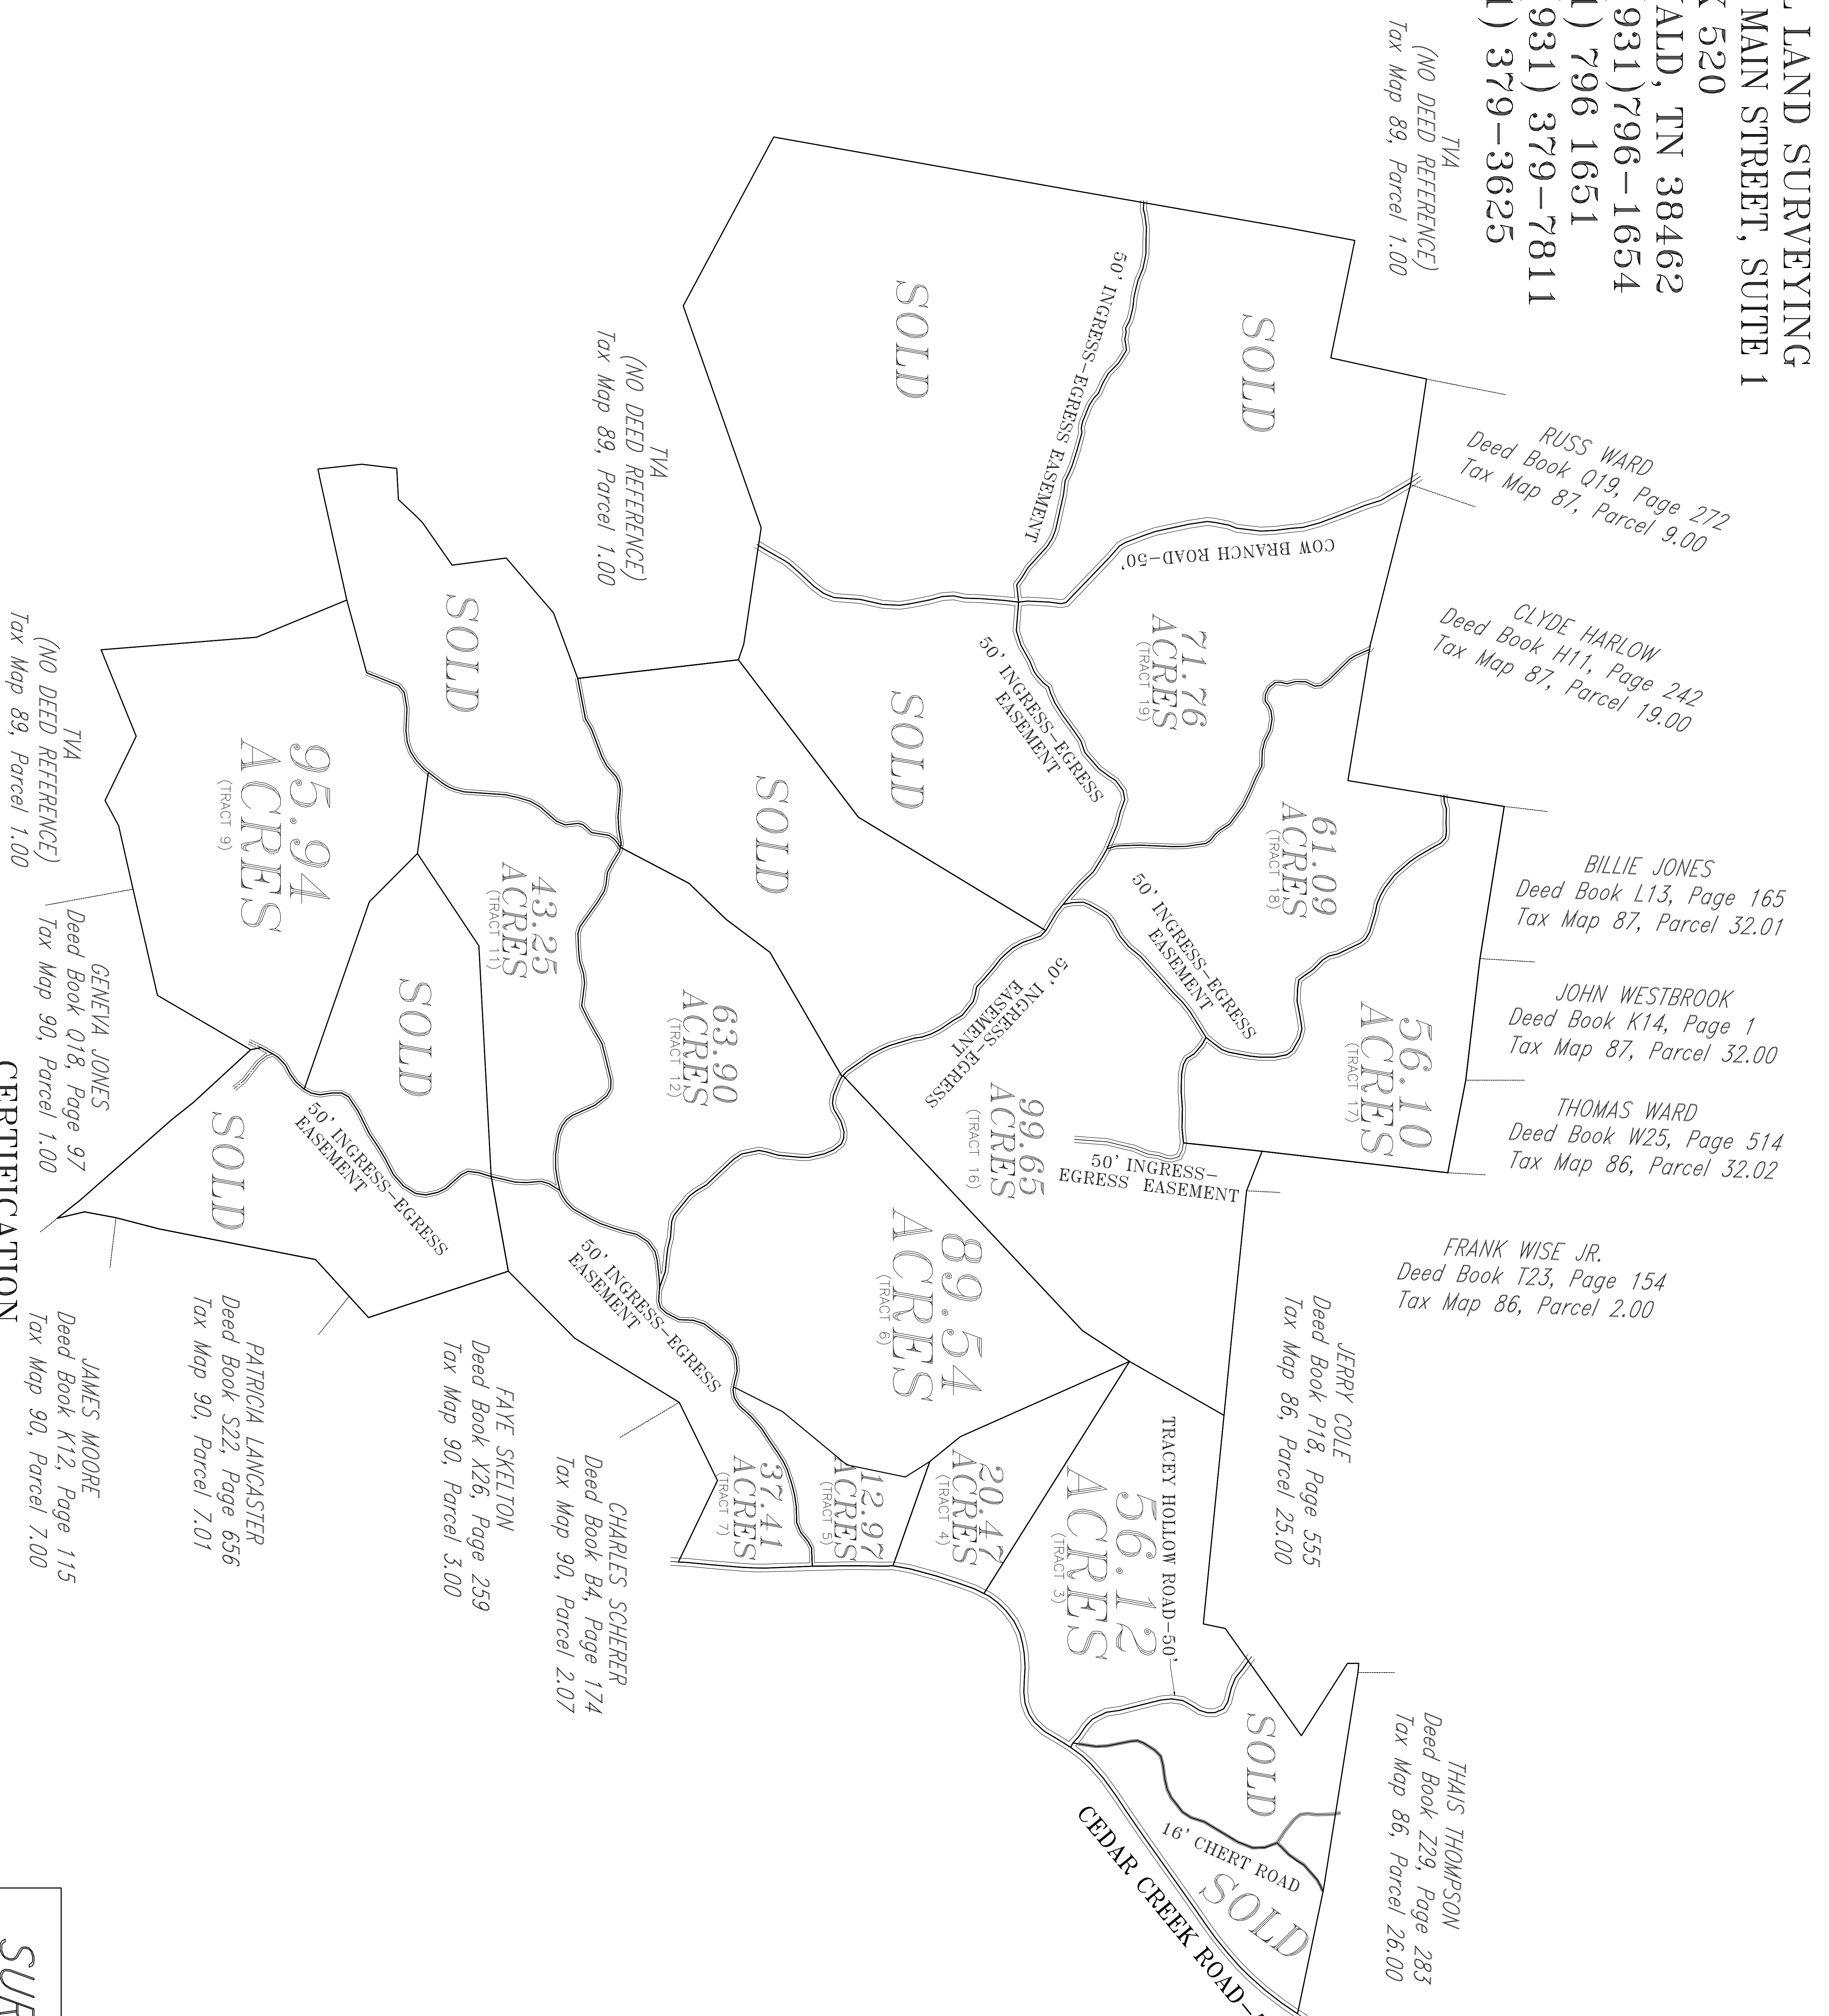 LAND SURVEYING
MAIN STREET, SUITE 1
520
TN 38462
931)796-1654
796 1651
931) 379-7811
379-3625
TVA
(NO DEED REFERENCE)
Tax Map 89, Parcel 1.00
RUSS WARD
Deed Book Q19, Page 272
Tax Map 87, Parcel 9.00
CLYDE HARLOW
Deed Book H11, Page 242
Tax Map 87, Parcel 19.00
BILLIE JONES
Deed Book L13, Page 165
Tax Map 87, Parcel 32.01
JOHN WESTBROOK
Deed Book K14, Page 1
Tax Map 87, Parcel 32.00
THOMAS WARD
Deed Book W25, Page 514
Tax Map 86, Parcel 32.02
FRANK WISE JR.
Deed Book T23, Page 154
Tax Map 86, Parcel 2.00
JERRY COLE
Deed Book P18, Page 555
Tax Map 86, Parcel 25.00
THAIS THOMPSON
Deed Book Z29, Page 283
Tax Map 86, Parcel 26.00
SOLD
SOLD
50' INGRESS-EGRESS EASEMENT
COW BRANCH ROAD-50'
71.76
ACRES
(TRACT 19)
50' INGRESS-EGRESS
EASEMENT
61.09
ACRES
(TRACT 18)
50' INGRESS-EGRESS
EASEMENT
56.10
ACRES
(TRACT 17)
SOLD
SOLD
50' INGRESS-EGRESS
EASEMENT
99.65
ACRES
(TRACT 16)
50' INGRESS-
EGRESS EASEMENT
TVA
(NO DEED REFERENCE)
Tax Map 89, Parcel 1.00
SOLD
95.94
ACRES
(TRACT 9)
43.25
ACRES
(TRACT 11)
63.90
ACRES
(TRACT 12)
SOLD
SOLD
50' INGRESS-EGRESS
EASEMENT
50' INGRESS-EGRESS
EASEMENT
89.54
ACRES
(TRACT 6)
37.41
ACRES
(TRACT 7)
12.97
ACRES
(TRACT 5)
20.47
ACRES
(TRACT 4)
56.12
ACRES
(TRACT 3)
TRACEY HOLLOW ROAD-50'
SOLD
16' CHERT ROAD
SOLD
CEDAR CREEK ROAD-
TVA
(NO DEED REFERENCE)
Tax Map 89, Parcel 1.00
GENEVA JONES
Deed Book Q18, Page 97
Tax Map 90, Parcel 1.00
JAMES MOORE
Deed Book K12, Page 115
Tax Map 90, Parcel 7.00
PATRICIA LANCASTER
Deed Book S22, Page 656
Tax Map 90, Parcel 7.01
FAYE SKELTON
Deed Book X26, Page 259
Tax Map 90, Parcel 3.00
CHARLES SCHERER
Deed Book B4, Page 174
Tax Map 90, Parcel 2.07
CERTIFICATION